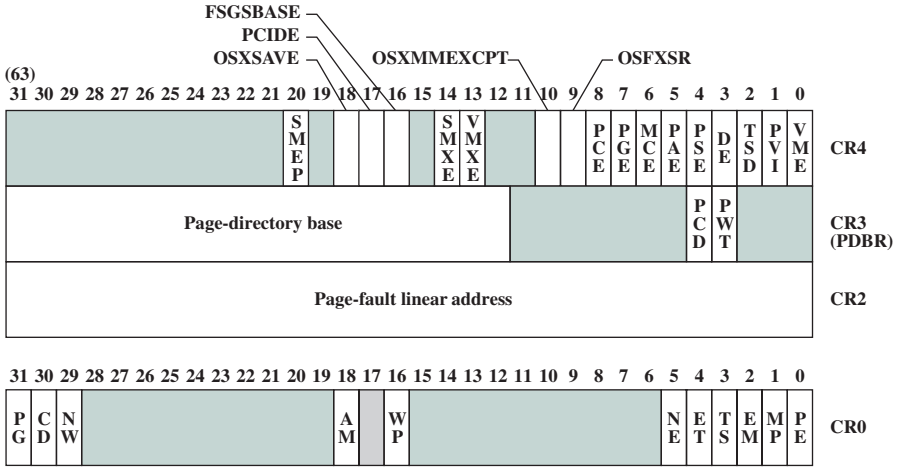 FSGSBASE
PCIDE
OSXSAVE OSXMMEXCPT OSFXSR
(63)
31 30 29 28 27 26 25 24 23 22 21 20 19 18 17 16 15 14 13 12 11 10 9 8 7 6 5 4 3 2 1 0
SMEP SMXE VMXE PCE PGE MCE PAE PSE DE TSD PVI VME CR4
Page-directory base PCD PWT CR3
(PDBR)
Page-fault linear address CR2
31 30 29 28 27 26 25 24 23 22 21 20 19 18 17 16 15 14 13 12 11 10 9 8 7 6 5 4 3 2 1 0
PG CD NW AM WP NE ET TS EM MP PE CR0